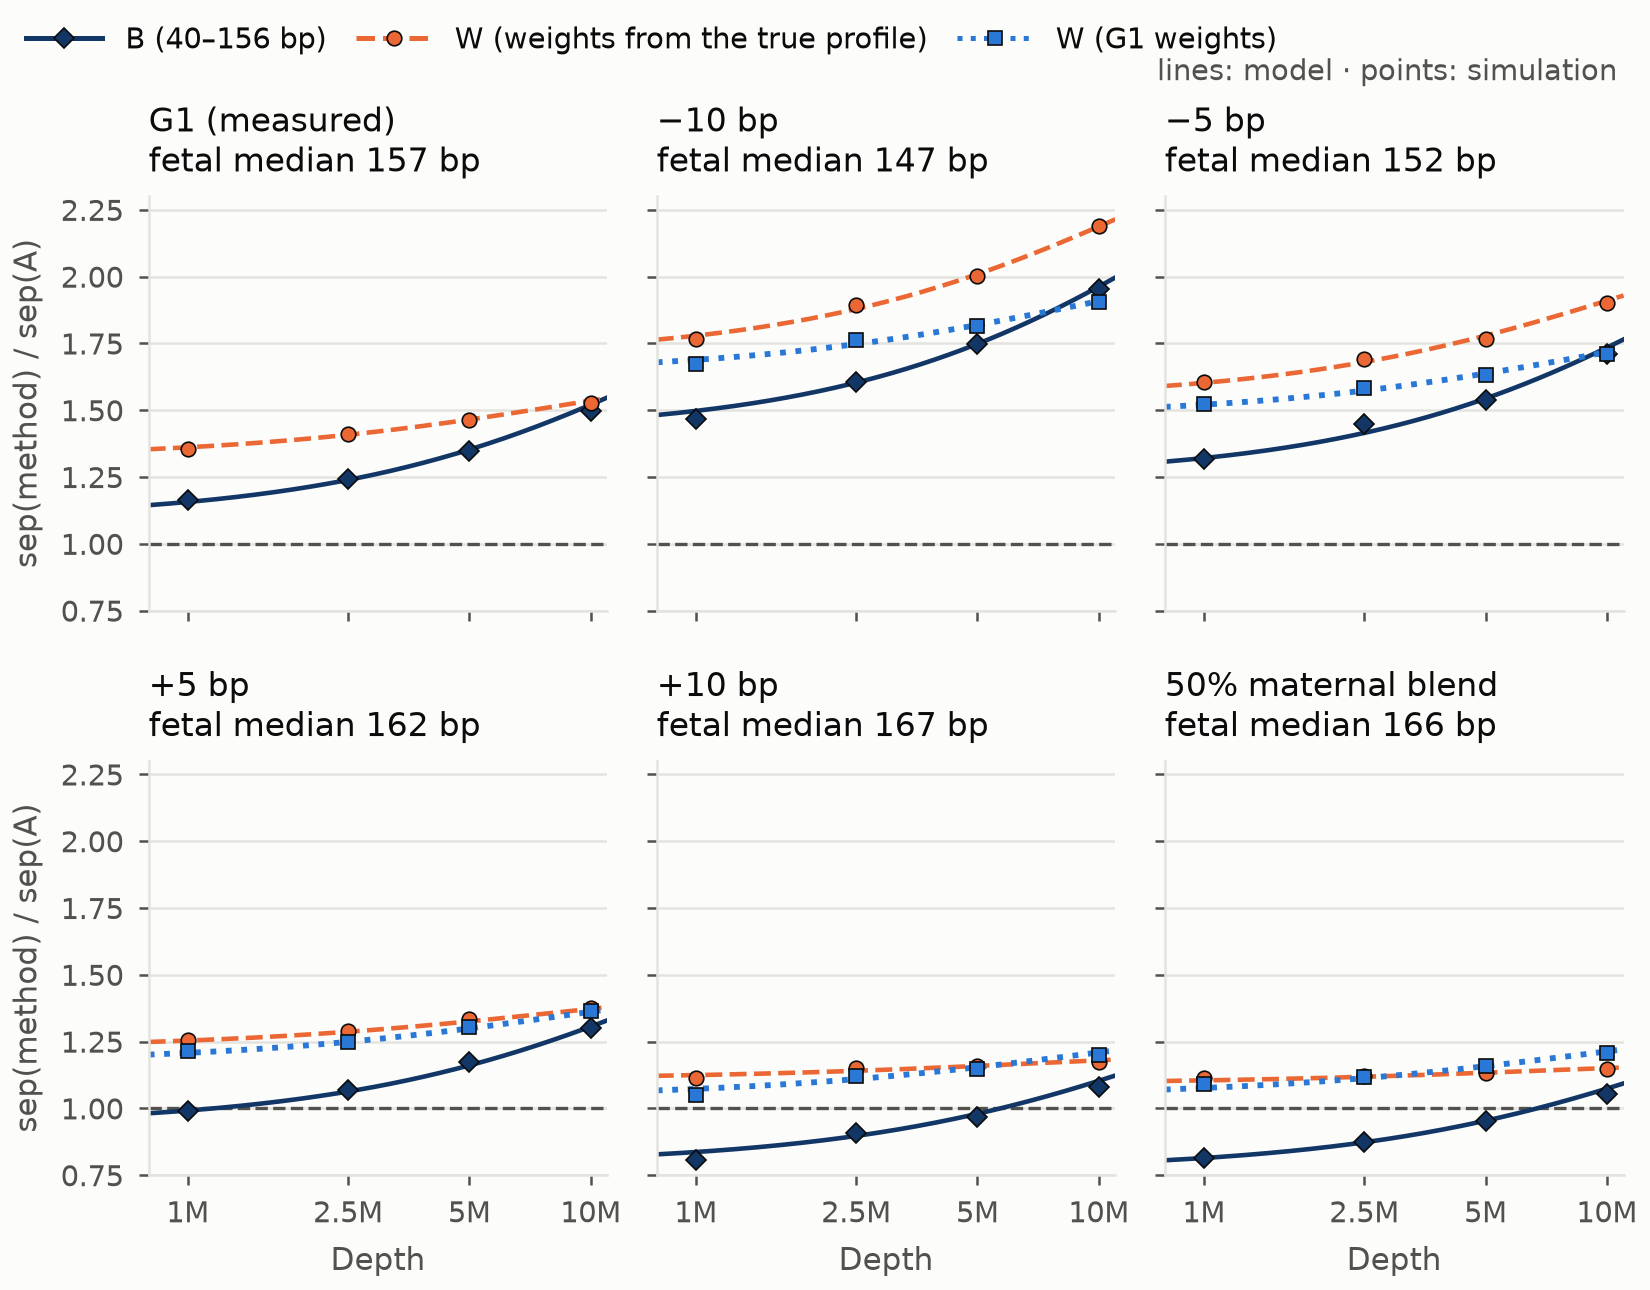 B (40–156 bp) W (weights from the true profile) W (G1 weights)
lines: model · points: simulation
G1 (measured)
fetal median 157 bp
−10 bp
fetal median 147 bp
−5 bp
fetal median 152 bp
sep(method) / sep(A)
2.25
2.00
1.75
1.50
1.25
1.00
0.75
+5 bp
fetal median 162 bp
+10 bp
fetal median 167 bp
50% maternal blend
fetal median 166 bp
sep(method) / sep(A)
2.25
2.00
1.75
1.50
1.25
1.00
0.75
1M 2.5M 5M 10M
1M 2.5M 5M 10M
1M 2.5M 5M 10M
Depth
Depth
Depth